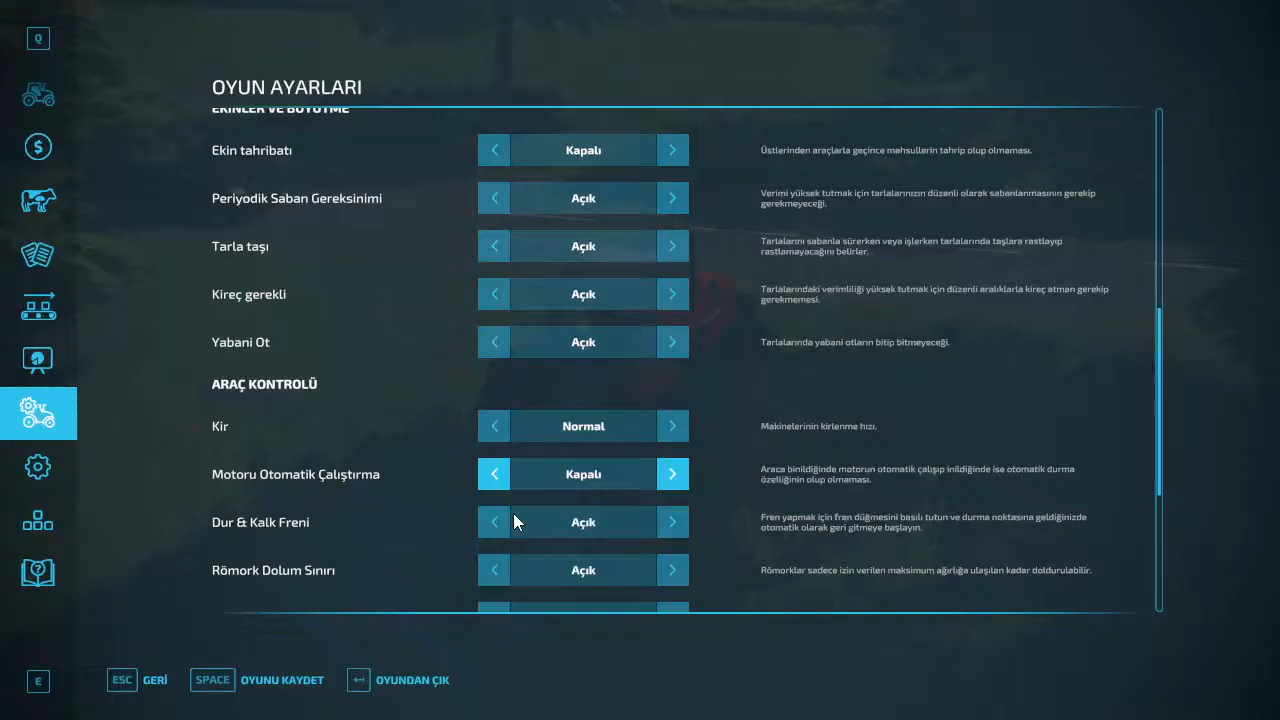 Q
OYUN AYARLARI
EKİNLER VE BÜYÜTME
Ekin tahribatı
Kapalı
Üstlerinden araçlarla geçince mahsullerin tahrip olup olmaması.
Periyodik Saban Gereksinimi
Açık
Verimi yüksek tutmak için tarlalarınızın düzenli olarak sabanlanmasının gerekip
gerekmeyeceği.
Tarla taşı
Açık
Tarlalarını sabanla sürerken veya işlerken tarlalarında taşlara rastlayıp
rastlamayacağını belirler.
Kireç gerekli
Açık
Tarlalarındaki verimliliği yüksek tutmak için düzenli aralıklarla kireç atman gerekip
gerekmemesi.
Yabani Ot
Açık
Tarlalarında yabani otların bitip bitmeyeceği.
ARAÇ KONTROLÜ
Kir
Normal
Makinelerinin kirlenme hızı.
Motoru Otomatik Çalıştırma
Kapalı
Araca binildiğinde motorun otomatik çalışıp inildiğinde ise otomatik durma
özelliğinin olup olmaması.
Dur & Kalk Freni
Açık
Fren yapmak için fren düğmesini basılı tutun ve durma noktasına geldiğinizde
otomatik olarak geri gitmeye başlayın.
Römork Dolum Sınırı
Açık
Römorklar sadece izin verilen maksimum ağırlığa ulaşılan kadar doldurulabilir.
E
ESC GERİ
SPACE OYUNU KAYDET
OYUNDAN ÇIK